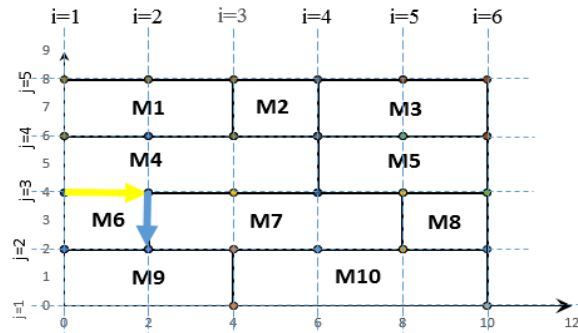 i=1 i=2 i=3 i=4 i=5 i=6
9
j=5 8
7 M1 M2 M3
j=4 6
5 M4 M5
j=3 4
3 M6 M7 M8
j=2 2
1 M9 M10
j=1 0
0 2 4 6 8 10 12